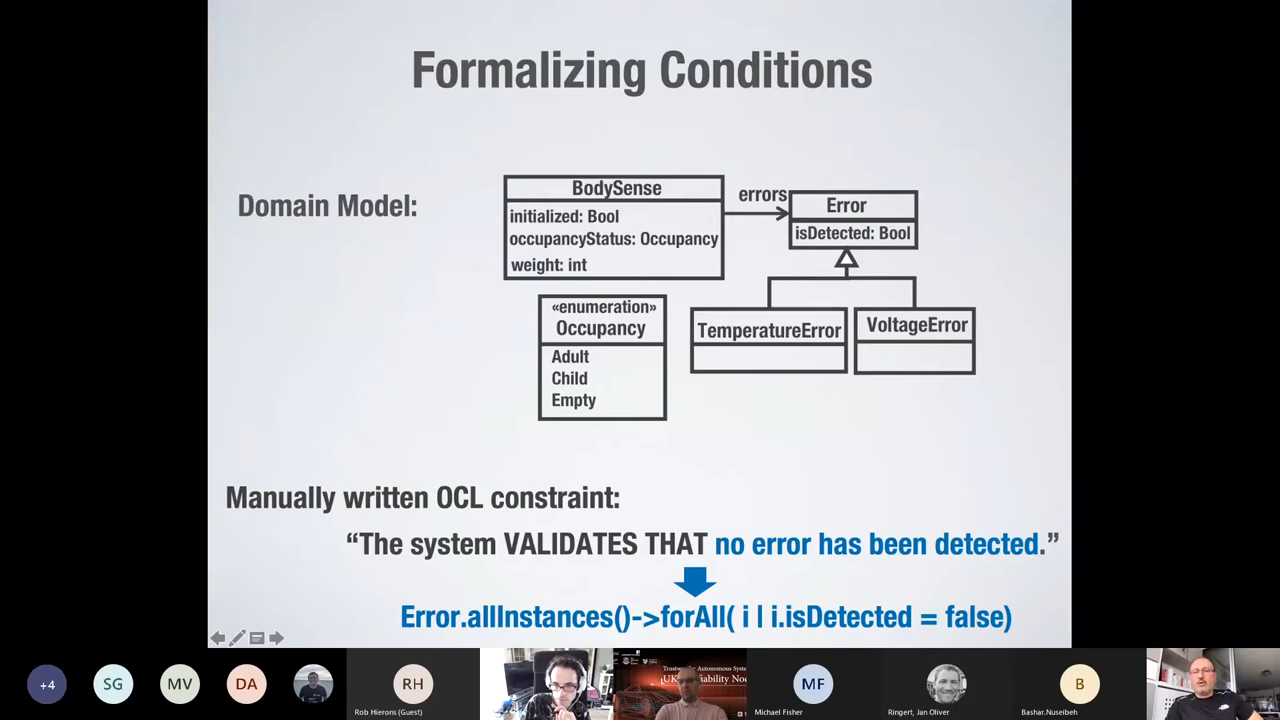 Formalizing Conditions
Domain Model:
BodySense
initialized: Bool
occupancyStatus: Occupancy
weight: int
errors
Error
isDetected: Bool
«enumeration»
Occupancy
Adult
Child
Empty
TemperatureError
VoltageError
Manually written OCL constraint:
“The system VALIDATES THAT no error has been detected.”
Error.allInstances()->forAll( i | i.isDetected = false)
+4
SG
MV
DA
RH
Rob Hierons (Guest)
MF
Michael Fisher
Ringert, Jan Oliver
B
Bashar.Nuseibeh